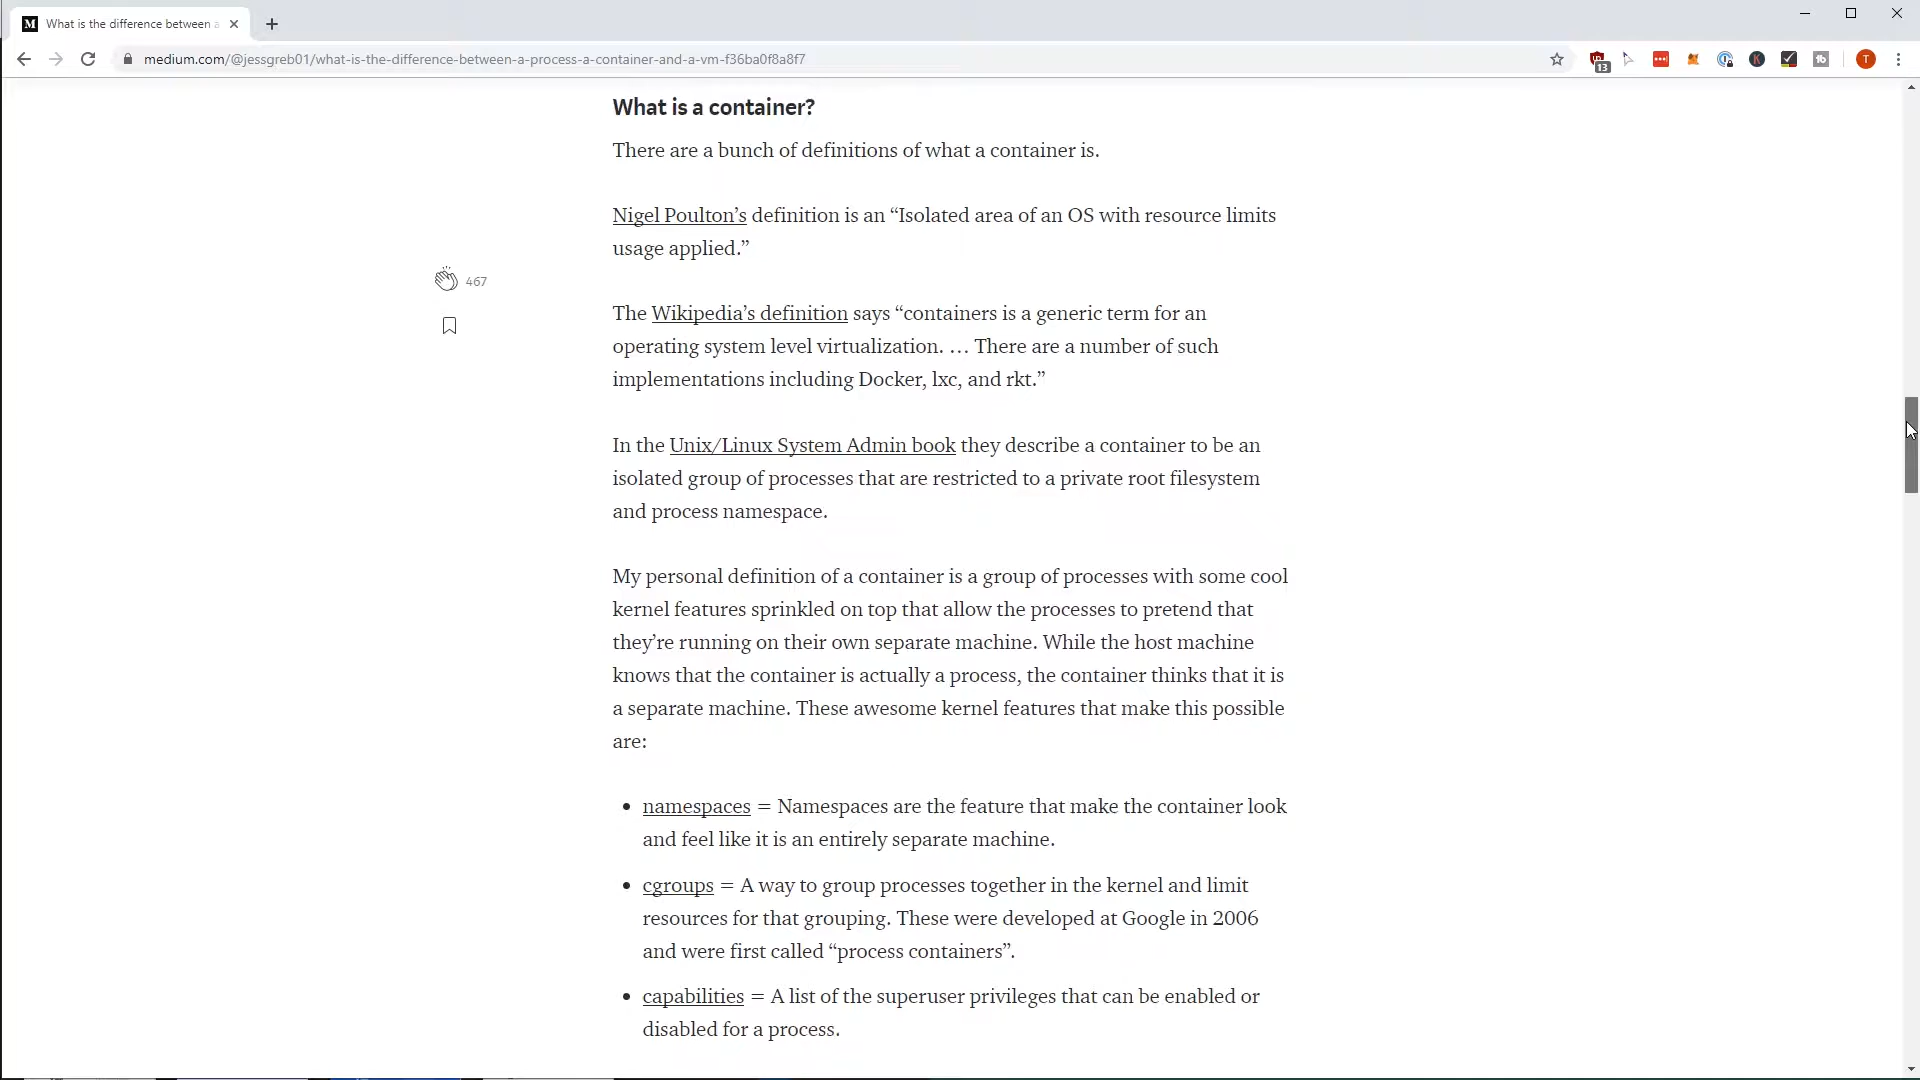 What is the difference between a
medium.com/@jessgreb01/what-is-the-difference-between-a-process-a-container-and-a-vm-f36ba0f8a8f7
13
T
What is a container?
There are a bunch of definitions of what a container is.
Nigel Poulton’s definition is an “Isolated area of an OS with resource limits
usage applied.”
467
The Wikipedia’s definition says “containers is a generic term for an
operating system level virtualization. … There are a number of such
implementations including Docker, lxc, and rkt.”
In the Unix/Linux System Admin book they describe a container to be an
isolated group of processes that are restricted to a private root filesystem
and process namespace.
My personal definition of a container is a group of processes with some cool
kernel features sprinkled on top that allow the processes to pretend that
they’re running on their own separate machine. While the host machine
knows that the container is actually a process, the container thinks that it is
a separate machine. These awesome kernel features that make this possible
are:
• namespaces = Namespaces are the feature that make the container look
and feel like it is an entirely separate machine.
• cgroups = A way to group processes together in the kernel and limit
resources for that grouping. These were developed at Google in 2006
and were first called “process containers”.
• capabilities = A list of the superuser privileges that can be enabled or
disabled for a process.